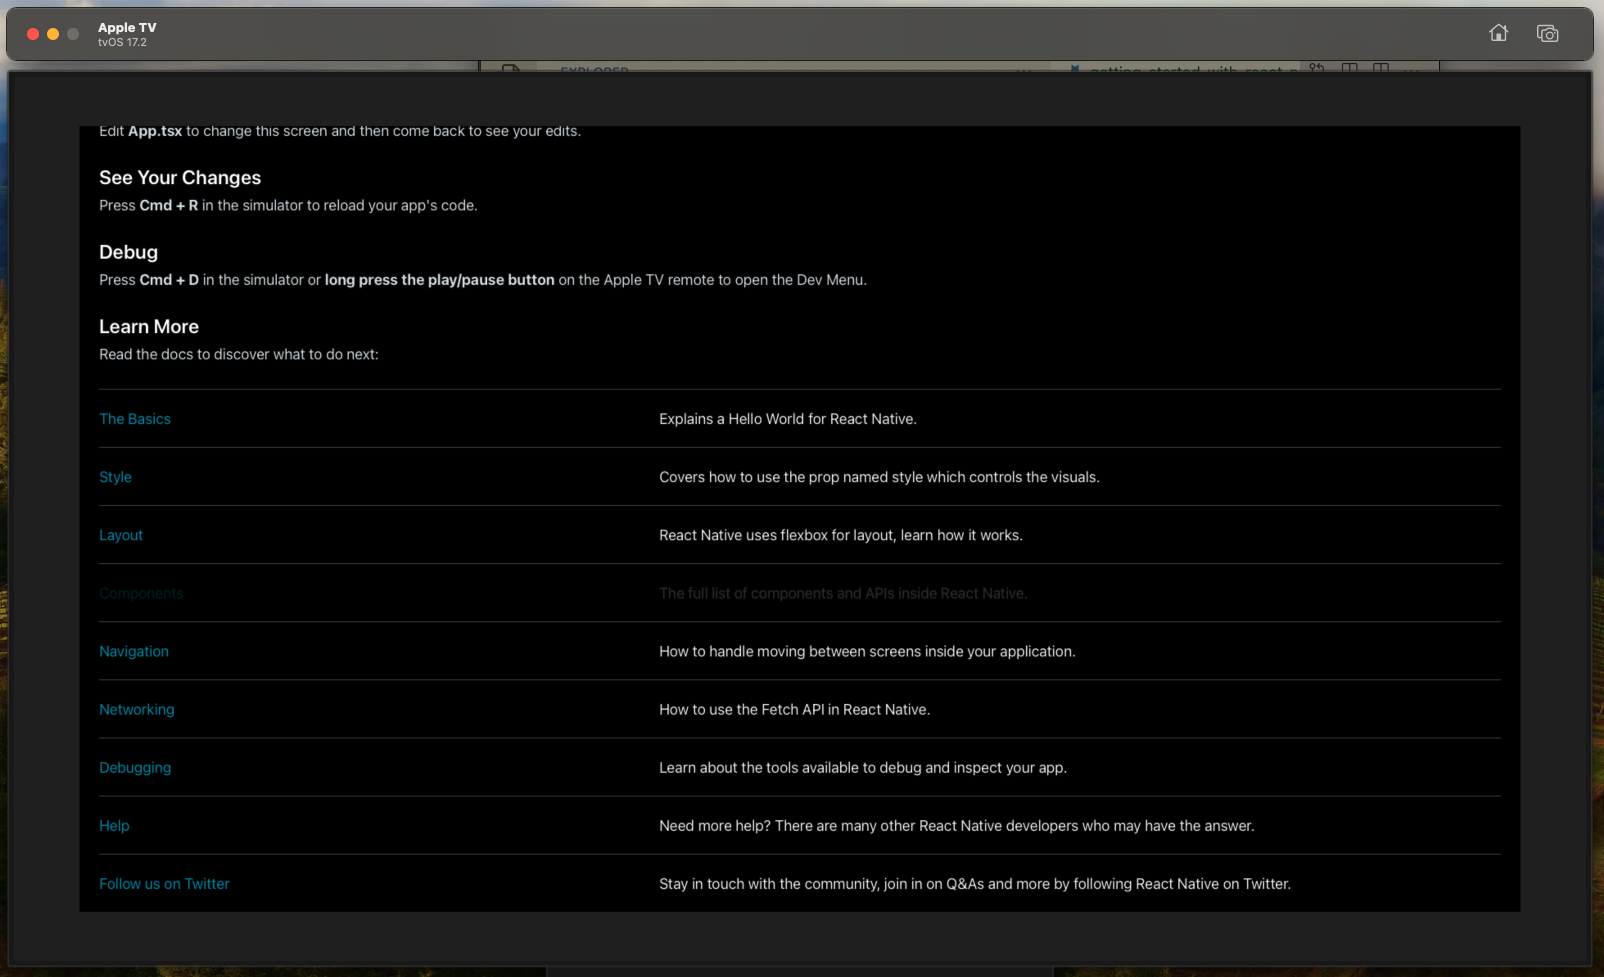 Apple TV
tvOS 17.2
EXPLORER
getting_started_with_react_n
Edit App.tsx to change this screen and then come back to see your edits.
See Your Changes
Press Cmd + R in the simulator to reload your app's code.
Debug
Press Cmd + D in the simulator or long press the play/pause button on the Apple TV remote to open the Dev Menu.
Learn More
Read the docs to discover what to do next:
The Basics Explains a Hello World for React Native.
Style Covers how to use the prop named style which controls the visuals.
Layout React Native uses flexbox for layout, learn how it works.
Components The full list of components and APIs inside React Native.
Navigation How to handle moving between screens inside your application.
Networking How to use the Fetch API in React Native.
Debugging Learn about the tools available to debug and inspect your app.
Help Need more help? There are many other React Native developers who may have the answer.
Follow us on Twitter Stay in touch with the community, join in on Q&As and more by following React Native on Twitter.